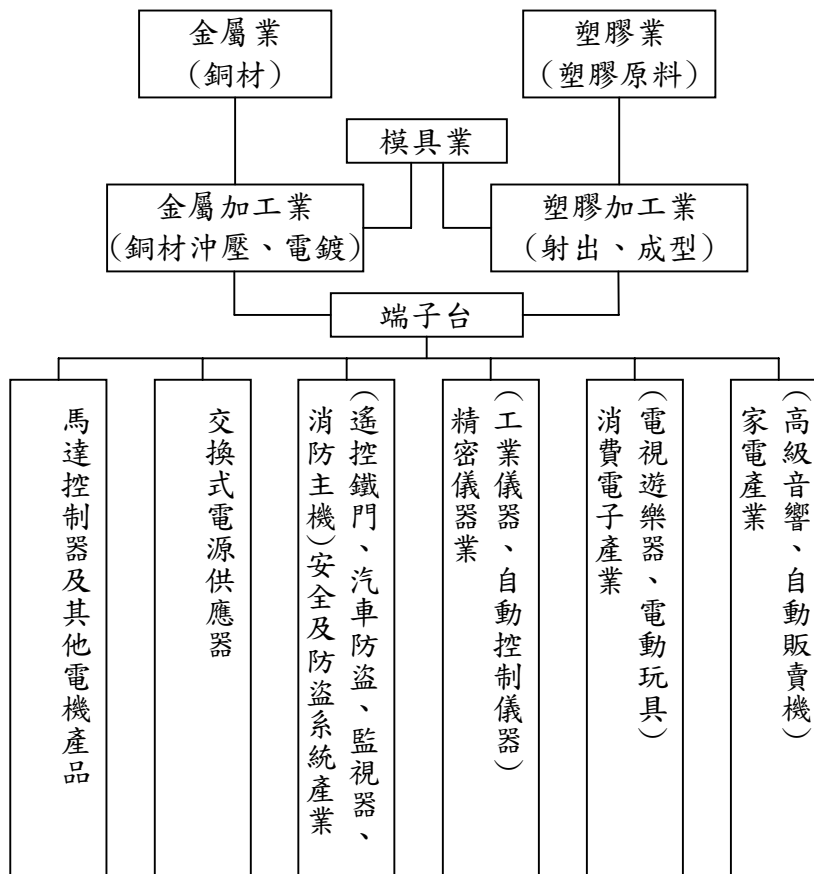 金屬業
(銅材)
塑膠業
(塑膠原料)
模具業
金屬加工業
(銅材沖壓、電鍍)
塑膠加工業
(射出、成型)
端子台
馬達控制器及其他電機產品
交換式電源供應器
(遙控鐵門、汽車防盜、監視器、
消防主機)安全及防盜系統產業
(工業儀器、自動控制儀器)
精密儀器業
(電視遊樂器、電動玩具)
消費電子產業
(高級音響、自動販賣機)
家電產業